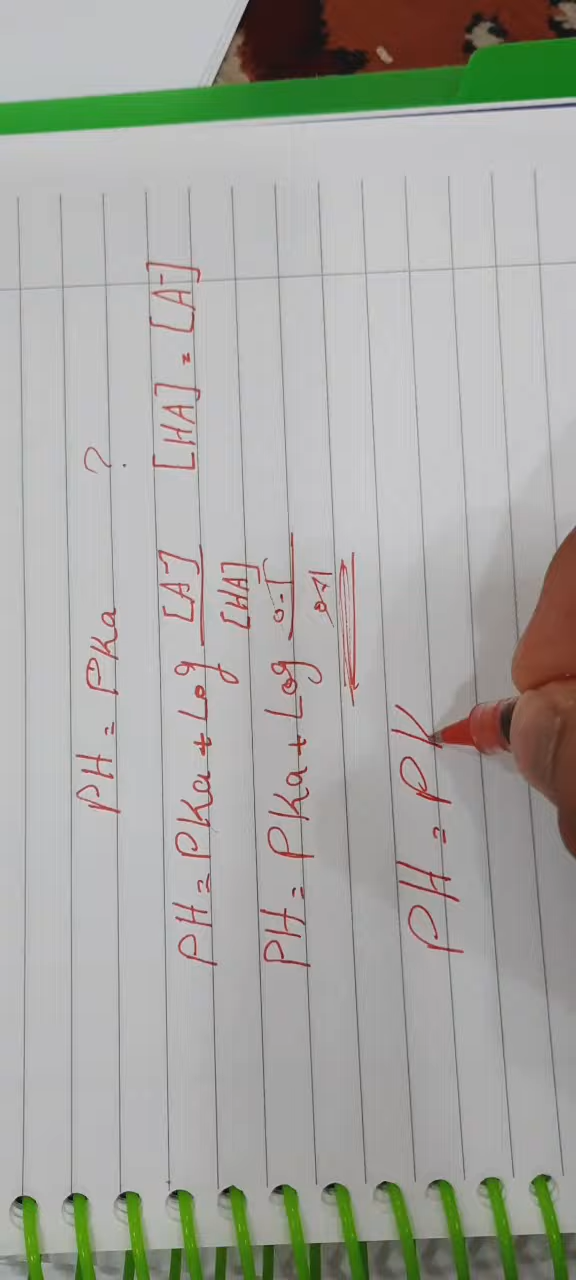 PH = PKa ?
PH = PKa + Log [A⁻] / [HA] [HA] = [A⁻]
PH = PKa + Log 0.1 / 0.1
PH = PK